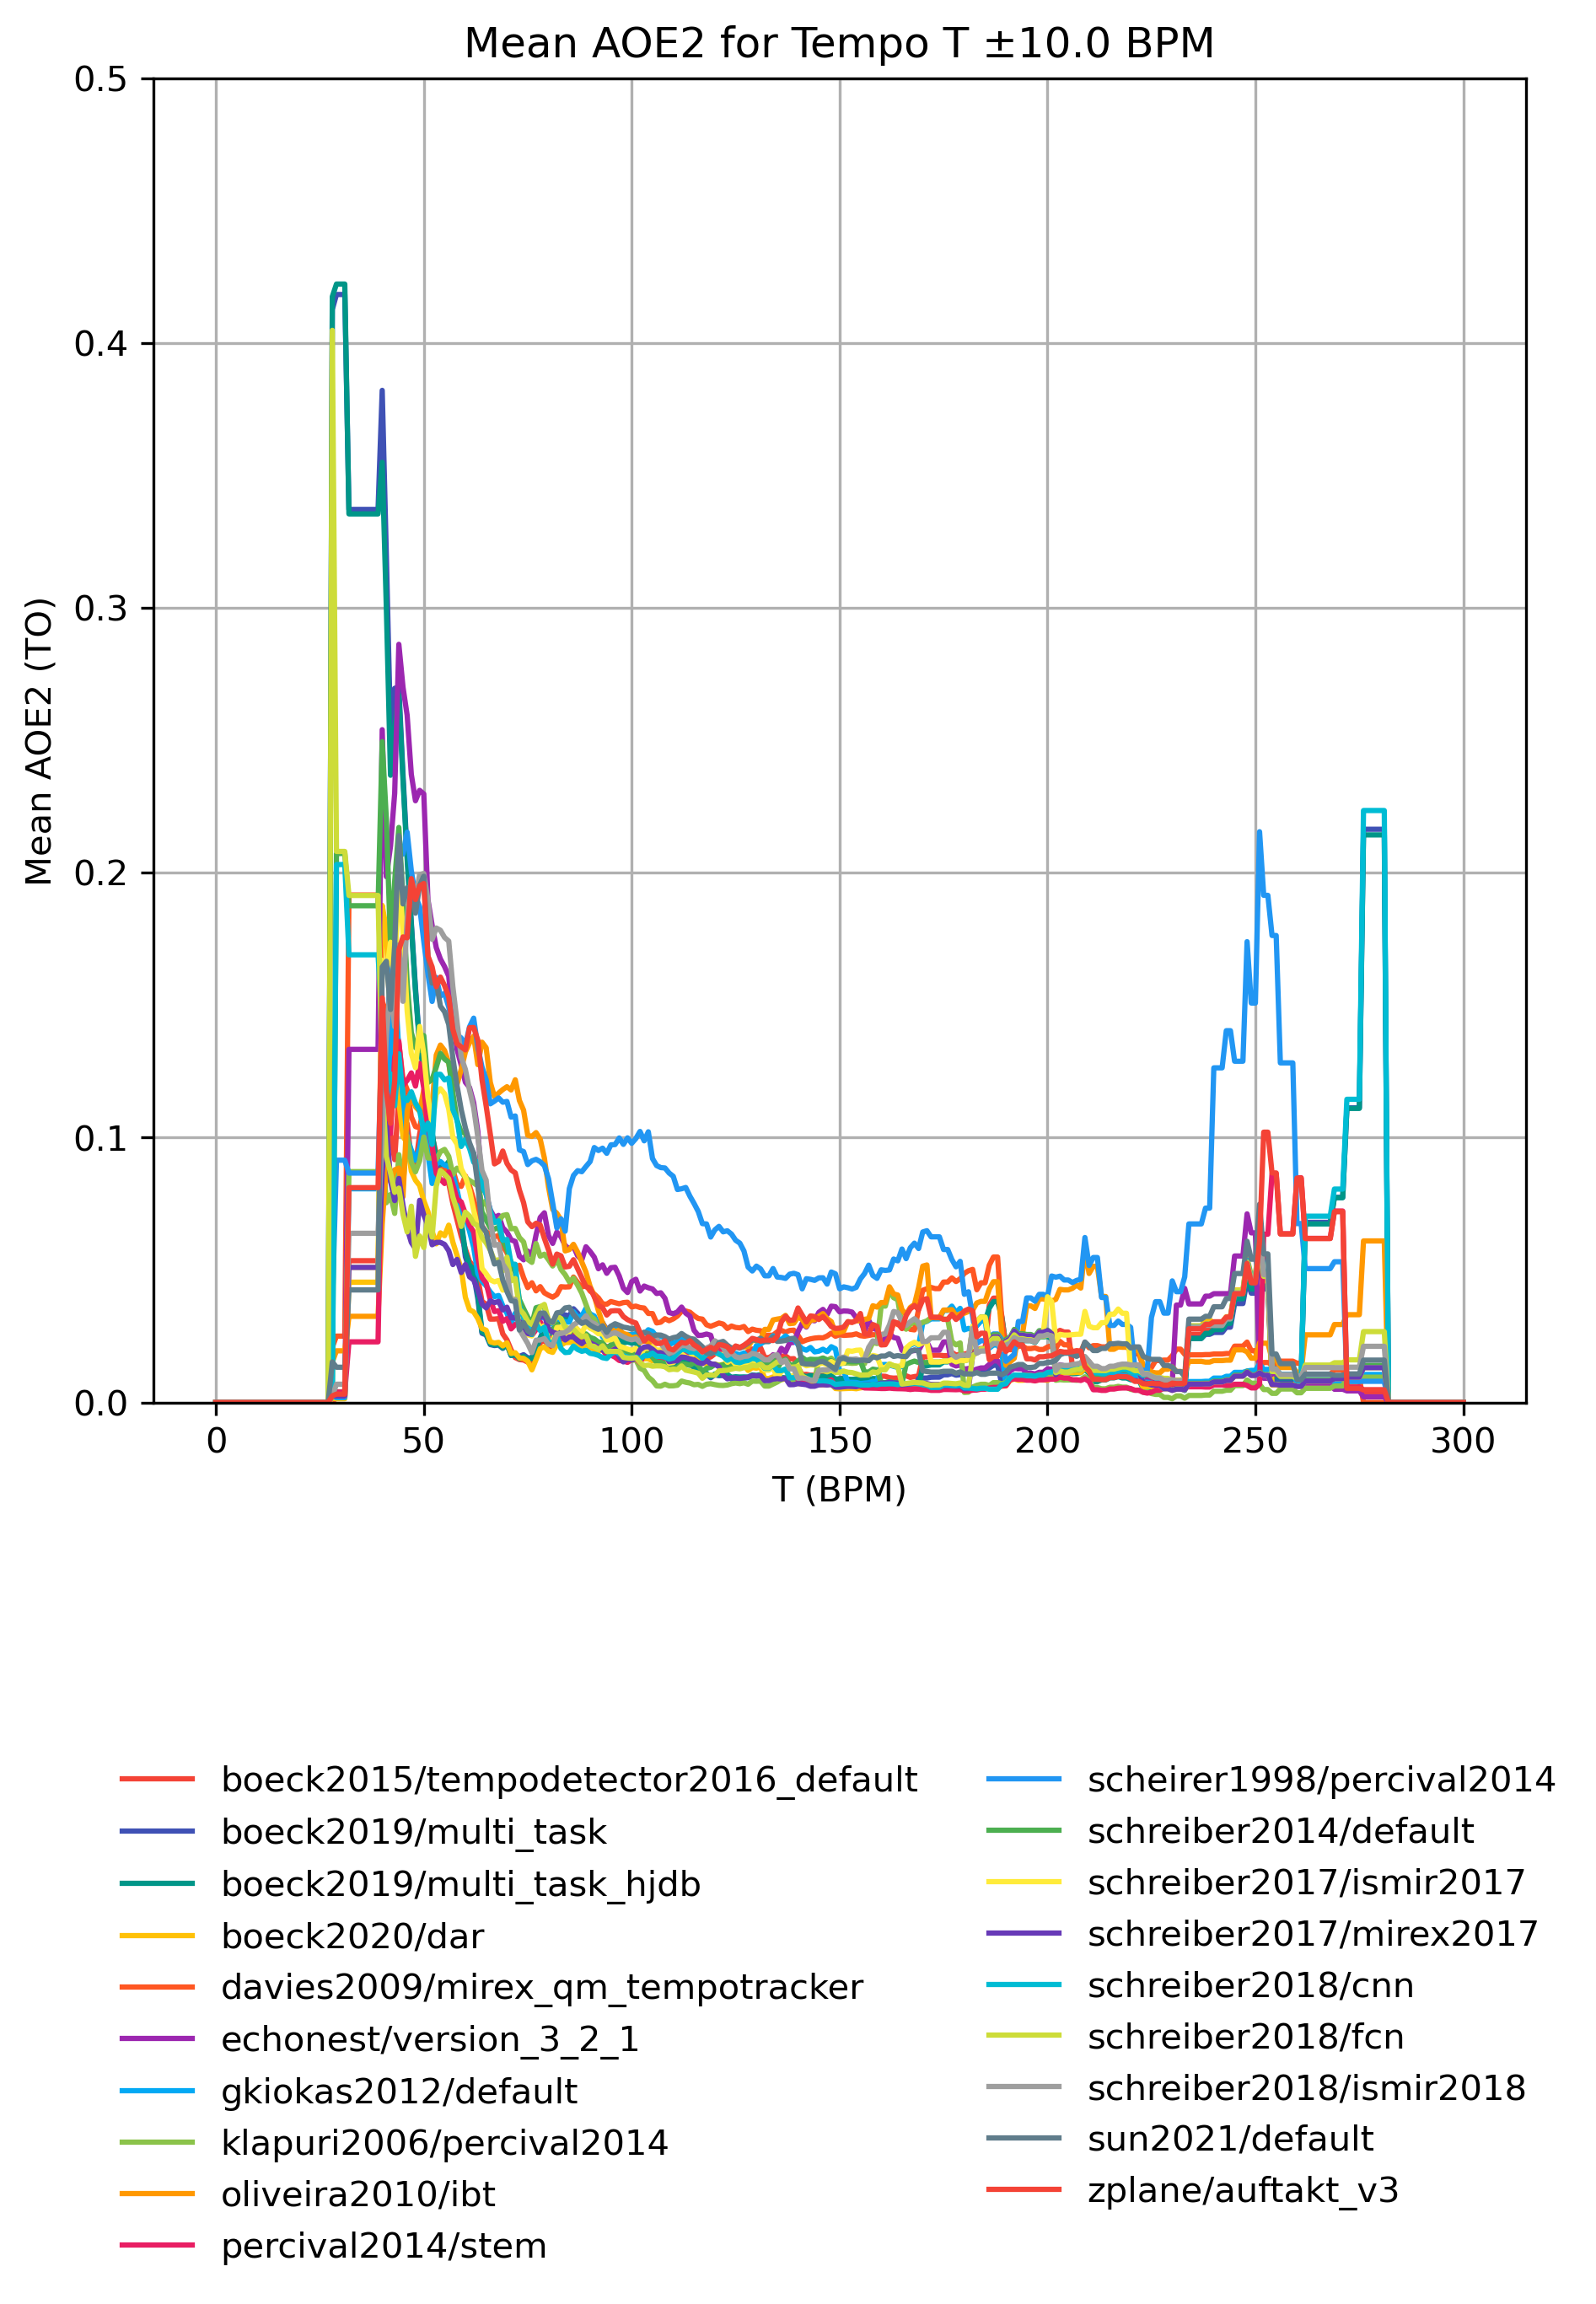 Mean AOE2 for Tempo T ±10.0 BPM
0.5
0.4
0.3
0.2
0.1
0.0
Mean AOE2 (TO)
0 50 100 150 200 250 300
T (BPM)
boeck2015/tempodetector2016_default
boeck2019/multi_task
boeck2019/multi_task_hjdb
boeck2020/dar
davies2009/mirex_qm_tempotracker
echonest/version_3_2_1
gkiokas2012/default
klapuri2006/percival2014
oliveira2010/ibt
percival2014/stem
scheirer1998/percival2014
schreiber2014/default
schreiber2017/ismir2017
schreiber2017/mirex2017
schreiber2018/cnn
schreiber2018/fcn
schreiber2018/ismir2018
sun2021/default
zplane/auftakt_v3